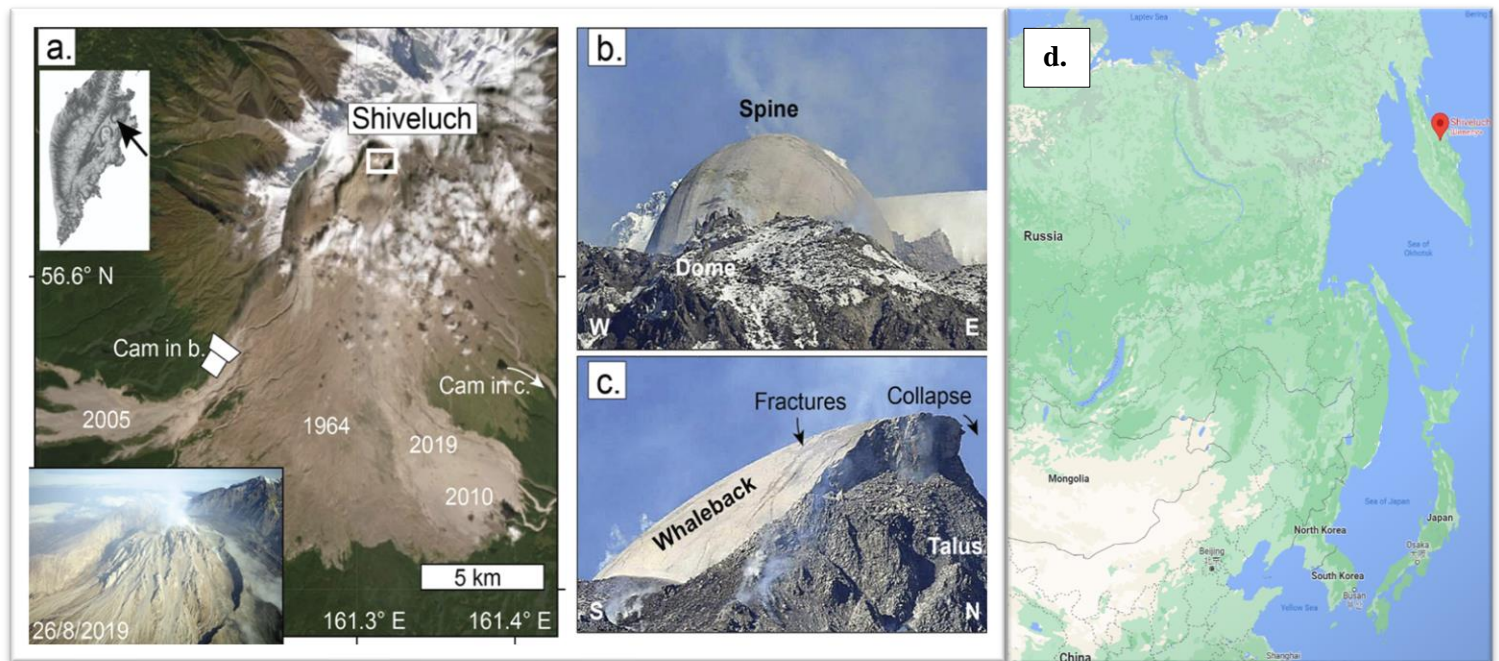 a.
Shiveluch
56.6° N
Cam in b.
Cam in c.
2005
1964
2019
2010
5 km
26/8/2019
161.3° E
161.4° E
b.
Spine
Dome
W
E
c.
Fractures
Collapse
Whaleback
Talus
S
N
d.
Laptev Sea
Bering
Shiveluch
Russia
Sea of
Okhotsk
Mongolia
Sea of Japan
Japan
North Korea
Beijing
Osaka
South Korea
Busan
Yellow Sea
China
Shanghai